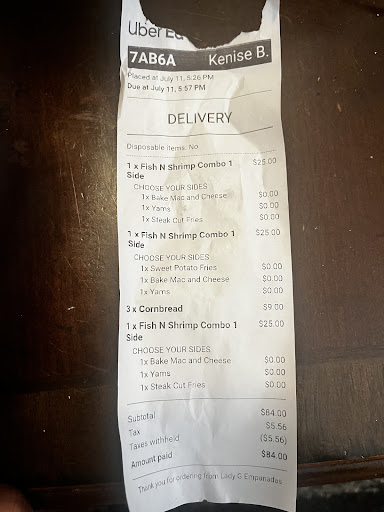 Uber
7AB6A Kenise B.
Placed at July 11, 5:26 PM
Due at July 11, 5:57 PM
DELIVERY
Disposable items: No
1 x Fish N Shrimp Combo 1 $25.00
Side
CHOOSE YOUR SIDES
1x Bake Mac and Cheese $0.00
1x Yams $0.00
1x Steak Cut Fries $0.00
1 x Fish N Shrimp Combo 1 $25.00
Side
CHOOSE YOUR SIDES
1x Sweet Potato Fries $0.00
1x Bake Mac and Cheese $0.00
1x Yams $0.00
3 x Cornbread $9.00
1 x Fish N Shrimp Combo 1 $25.00
Side
CHOOSE YOUR SIDES
1x Bake Mac and Cheese $0.00
1x Yams $0.00
1x Steak Cut Fries $0.00
Subtotal $84.00
Tax $5.56
Taxes withheld ($5.56)
Amount paid $84.00
Thank you for ordering from Lady G Empanadas